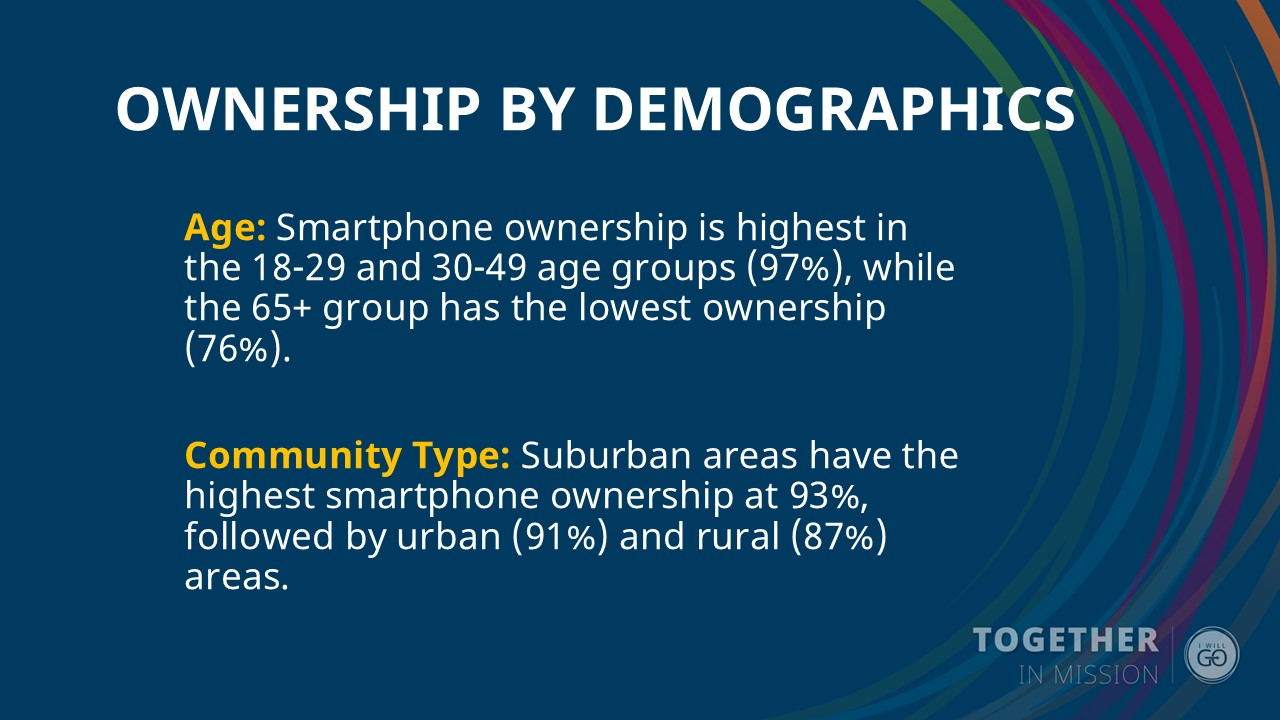 OWNERSHIP BY DEMOGRAPHICS
Age: Smartphone ownership is highest in
the 18-29 and 30-49 age groups (97%), while
the 65+ group has the lowest ownership
(76%).
Community Type: Suburban areas have the
highest smartphone ownership at 93%,
followed by urban (91%) and rural (87%)
areas.
TOGETHER
IN MISSION
I WILL
GO